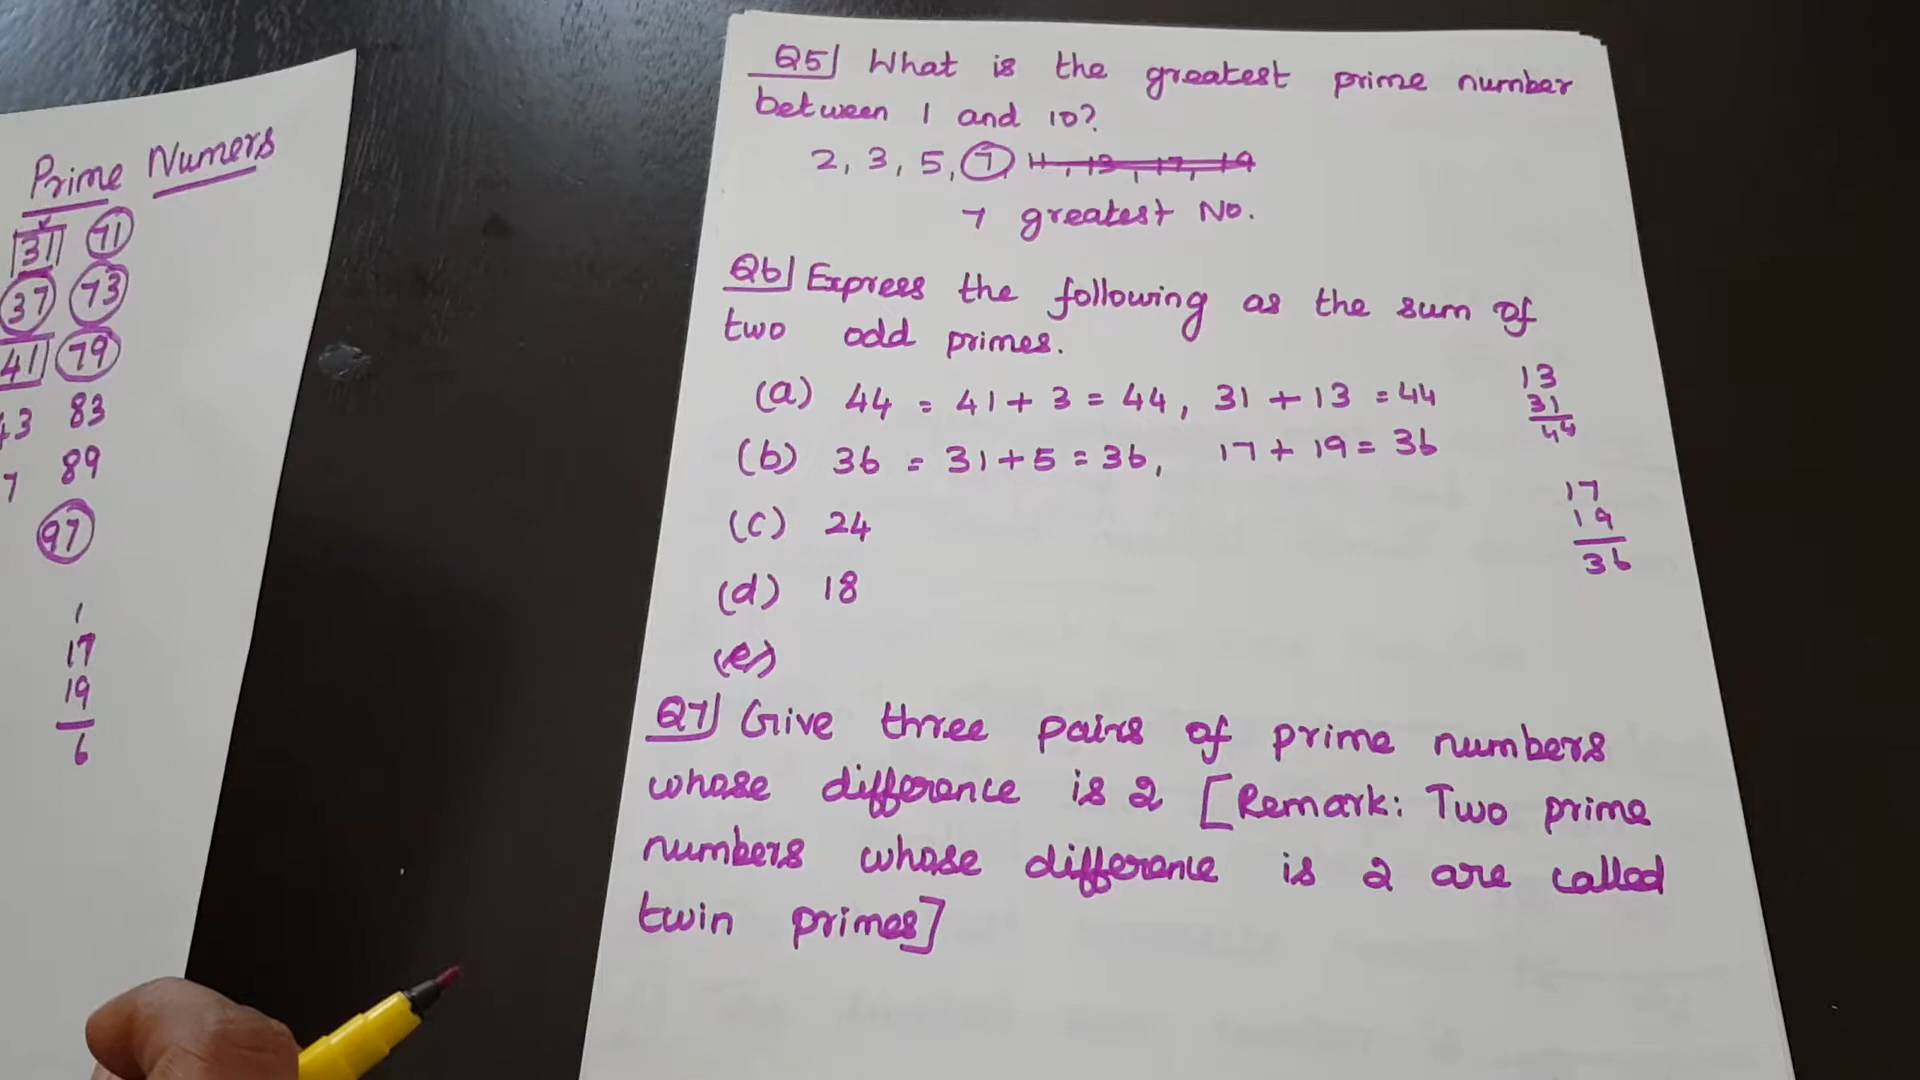 Prime Numers
31 71
37 73
41 79
43 83
7 89
97
1
17
19
6
Q5) What is the greatest prime number
between 1 and 10?
2, 3, 5, 7, 11, 13, 17, 19
7 greatest No.
Q6) Express the following as the sum of
two odd primes.
(a) 44 = 41 + 3 = 44, 31 + 13 = 44
(b) 36 = 31 + 5 = 36, 17 + 19 = 36
(c) 24
(d) 18
(e)
13
31
44
17
19
36
Q7) Give three pairs of prime numbers
whose difference is 2 [Remark: Two prime
numbers whose difference is 2 are called
twin primes]